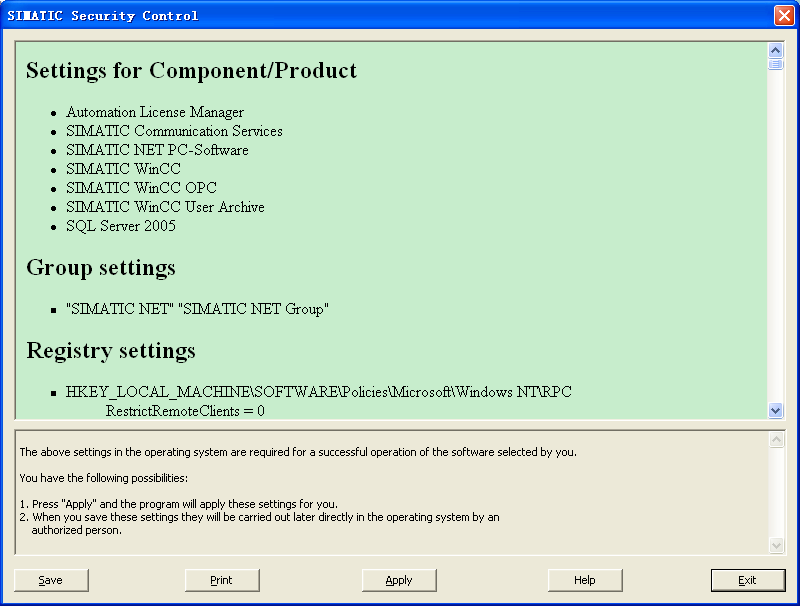 SIMATIC Security Control
Settings for Component/Product
Automation License Manager
SIMATIC Communication Services
SIMATIC NET PC-Software
SIMATIC WinCC
SIMATIC WinCC OPC
SIMATIC WinCC User Archive
SQL Server 2005
Group settings
"SIMATIC NET" "SIMATIC NET Group"
Registry settings
HKEY_LOCAL_MACHINE\SOFTWARE\Policies\Microsoft\Windows NT\RPC
RestrictRemoteClients = 0
The above settings in the operating system are required for a successful operation of the software selected by you.
You have the following possibilities:
1. Press "Apply" and the program will apply these settings for you.
2. When you save these settings they will be carried out later directly in the operating system by an
authorized person.
Save Print Apply Help Exit